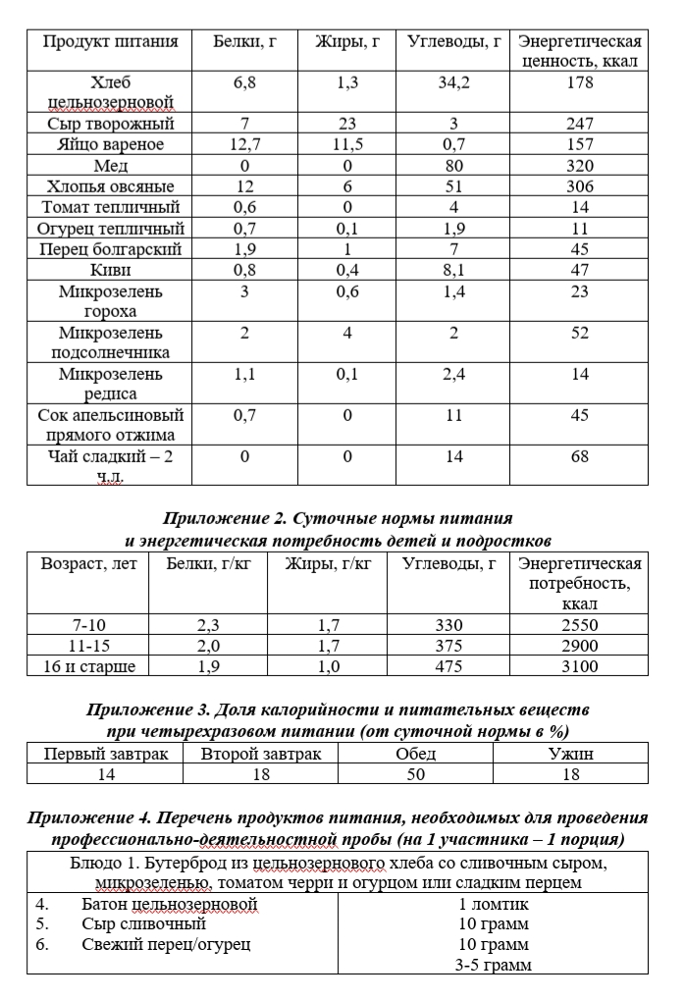 Продукт питания Белки, г Жиры, г Углеводы, г Энергетическая
ценность, ккал
Хлеб 6,8 1,3 34,2 178
цельнозерновой
Сыр творожный 7 23 3 247
Яйцо вареное 12,7 11,5 0,7 157
Мед 0 0 80 320
Хлопья овсяные 12 6 51 306
Томат тепличный 0,6 0 4 14
Огурец тепличный 0,7 0,1 1,9 11
Перец болгарский 1,9 1 7 45
Киви 0,8 0,4 8,1 47
Микрозелень 3 0,6 1,4 23
гороха
Микрозелень 2 4 2 52
подсолнечника
Микрозелень 1,1 0,1 2,4 14
редиса
Сок апельсиновый 0,7 0 11 45
прямого отжима
Чай сладкий – 2 0 0 14 68
ч.л.
Приложение 2. Суточные нормы питания
и энергетическая потребность детей и подростков
Возраст, лет Белки, г/кг Жиры, г/кг Углеводы, г Энергетическая
потребность,
ккал
7-10 2,3 1,7 330 2550
11-15 2,0 1,7 375 2900
16 и старше 1,9 1,0 475 3100
Приложение 3. Доля калорийности и питательных веществ
при четырехразовом питании (от суточной нормы в %)
Первый завтрак Второй завтрак Обед Ужин
14 18 50 18
Приложение 4. Перечень продуктов питания, необходимых для проведения
профессионально-деятельностной пробы (на 1 участника – 1 порция)
Блюдо 1. Бутерброд из цельнозернового хлеба со сливочным сыром,
микрозеленью, томатом черри и огурцом или сладким перцем
4. Батон цельнозерновой 1 ломтик
5. Сыр сливочный 10 грамм
6. Свежий перец/огурец 10 грамм
3-5 грамм